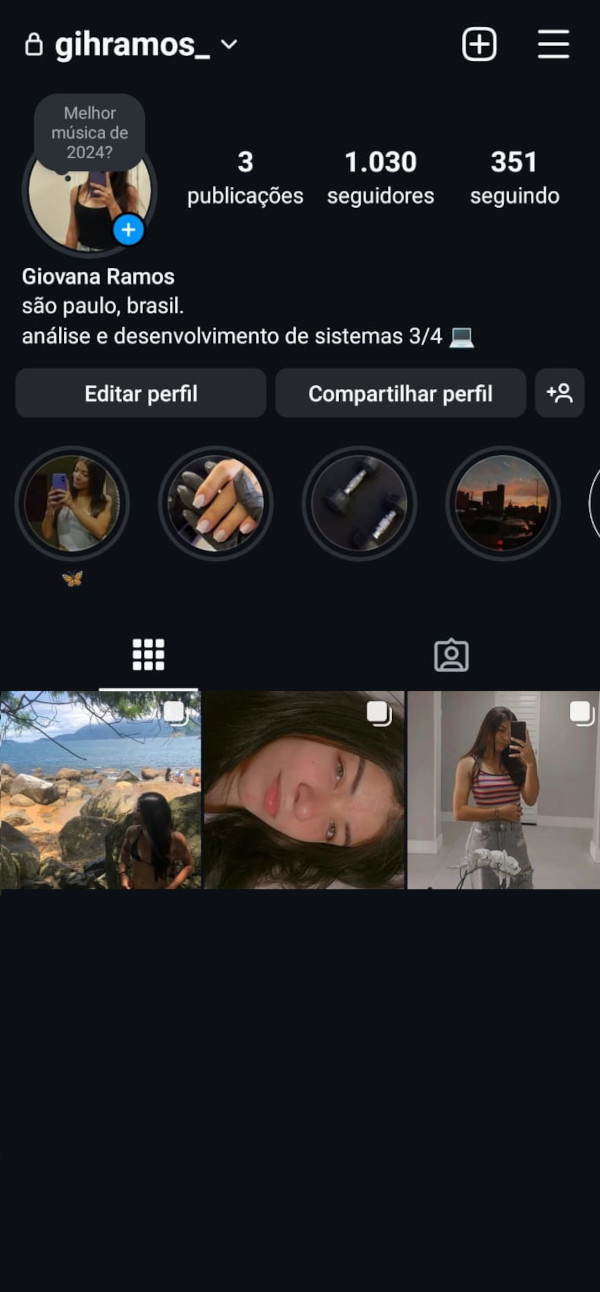 gihramos_
Melhor
música de
2024?
3
publicações
1.030
seguidores
351
seguindo
Giovana Ramos
são paulo, brasil.
análise e desenvolvimento de sistemas 3/4 💻
Editar perfil
Compartilhar perfil
🦋